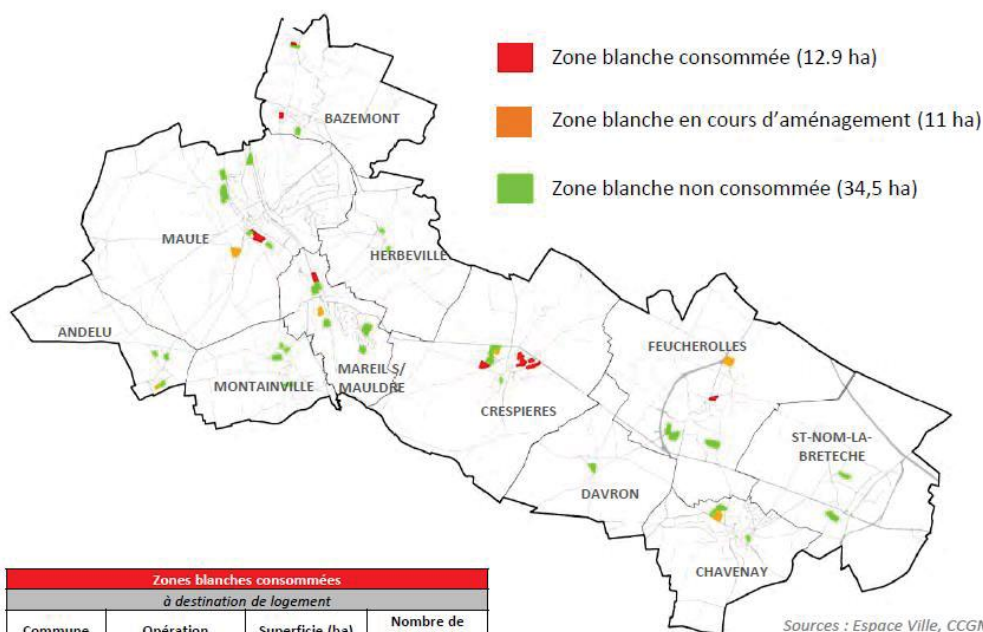 Zone blanche consommée (12.9 ha)
Zone blanche en cours d'aménagement (11 ha)
Zone blanche non consommée (34,5 ha)
BAZEMONT
MAULE
HERBEVILLE
ANDELU
MONTAINVILLE
MAREIL S/
MAULDRE
CRESPIERES
FEUCHEROLLES
ST-NOM-LA-
BRETECHE
DAVRON
CHAVENAY
Zones blanches consommées
à destination de logement
Commune Opération Superficie (ha) Nombre de
Sources : Espace Ville, CCGM